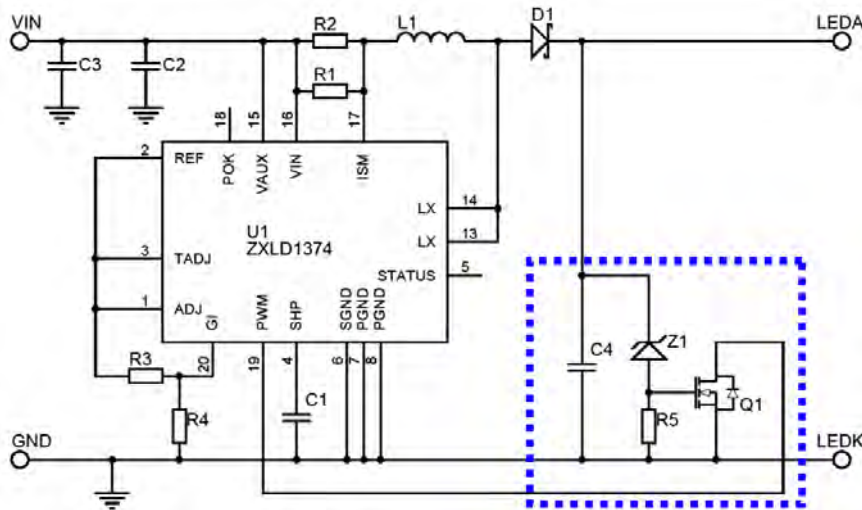 VIN
R2
L1
D1
LEDA
C3
C2
R1
18
15
16
17
2
REF
POK
VAUX
VIN
ISM
LX
14
U1
ZXLD1374
LX
13
3
TADJ
STATUS
5
1
ADJ
GI
PWM
SHP
SGND
PGND
PGND
R3
20
19
4
6
7
8
C4
Z1
C1
R4
R5
Q1
GND
LEDK